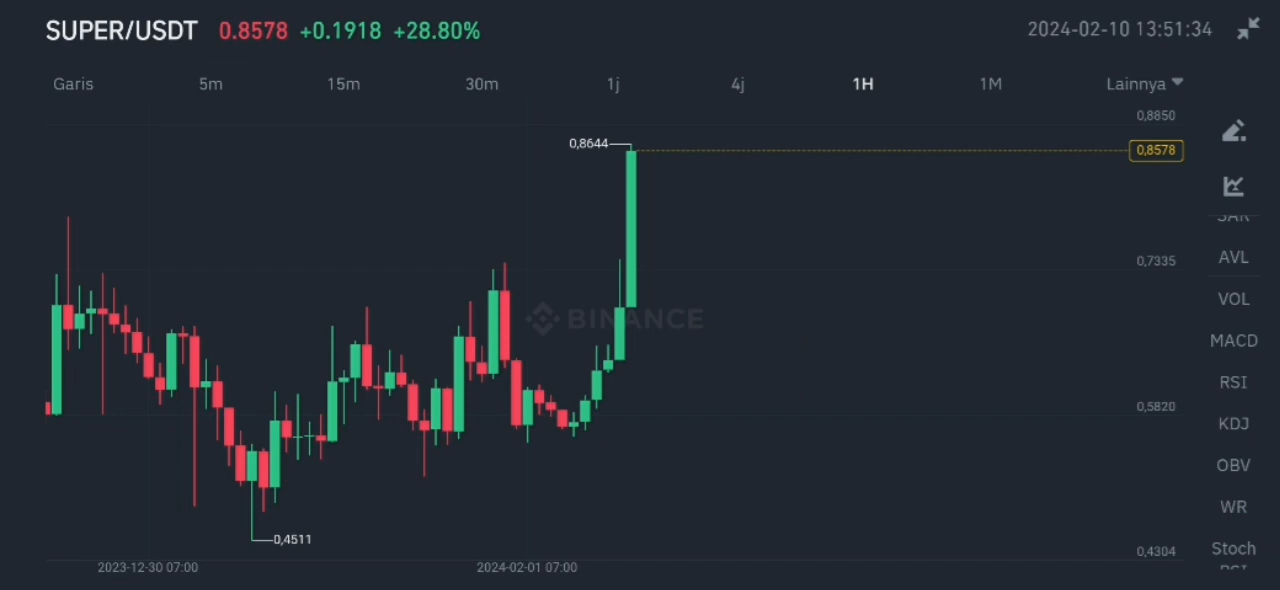 SUPER/USDT 0.8578 +0.1918 +28.80% 2024-02-10 13:51:34
Garis 5m 15m 30m 1j 4j 1H 1M Lainnya
0,8850
0,8644
0,8578
SAR
0,7335
AVL
VOL
BINANCE
MACD
RSI
0,5820
KDJ
OBV
WR
0,4511
0,4304
Stoch
RSI
2023-12-30 07:00 2024-02-01 07:00